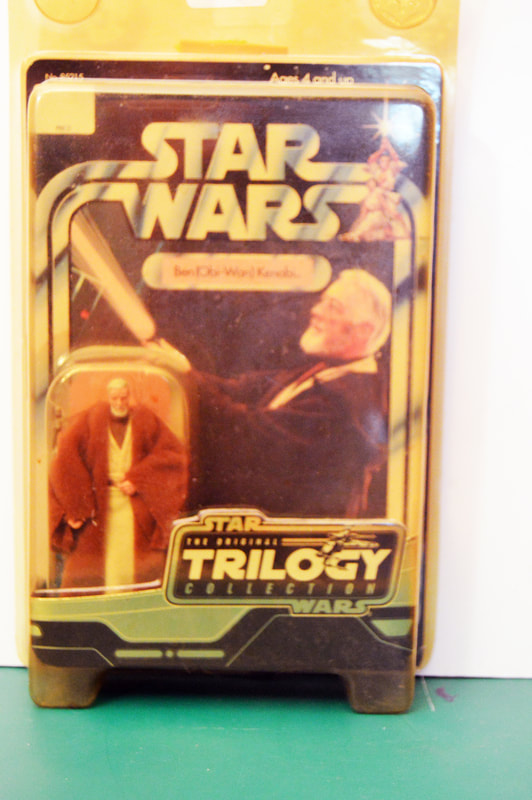 Ages 4 and up
STAR
WARS
Ben (Obi-Wan) Kenobi
STAR
THE ORIGINAL
TRILOGY
COLLECTION
WARS